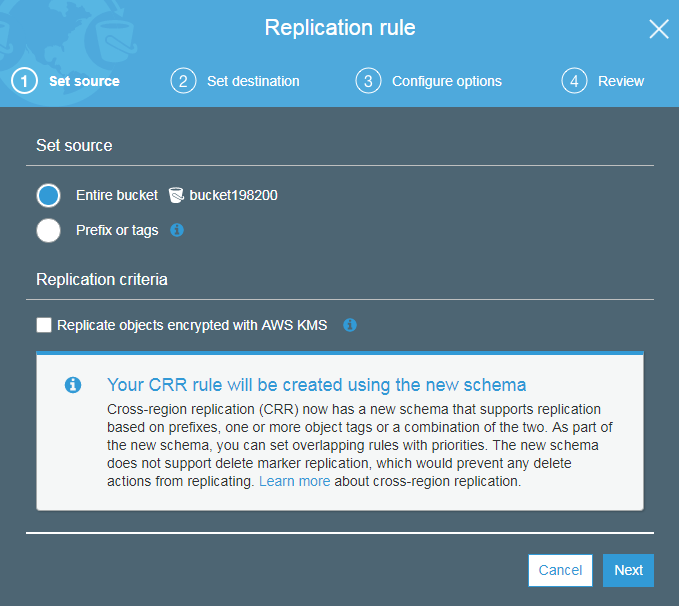 Replication rule
1 Set source 2 Set destination 3 Configure options 4 Review
Set source
Entire bucket bucket198200
Prefix or tags
Replication criteria
Replicate objects encrypted with AWS KMS
Your CRR rule will be created using the new schema
Cross-region replication (CRR) now has a new schema that supports replication
based on prefixes, one or more object tags or a combination of the two. As part of
the new schema, you can set overlapping rules with priorities. The new schema
does not support delete marker replication, which would prevent any delete
actions from replicating. Learn more about cross-region replication.
Cancel Next